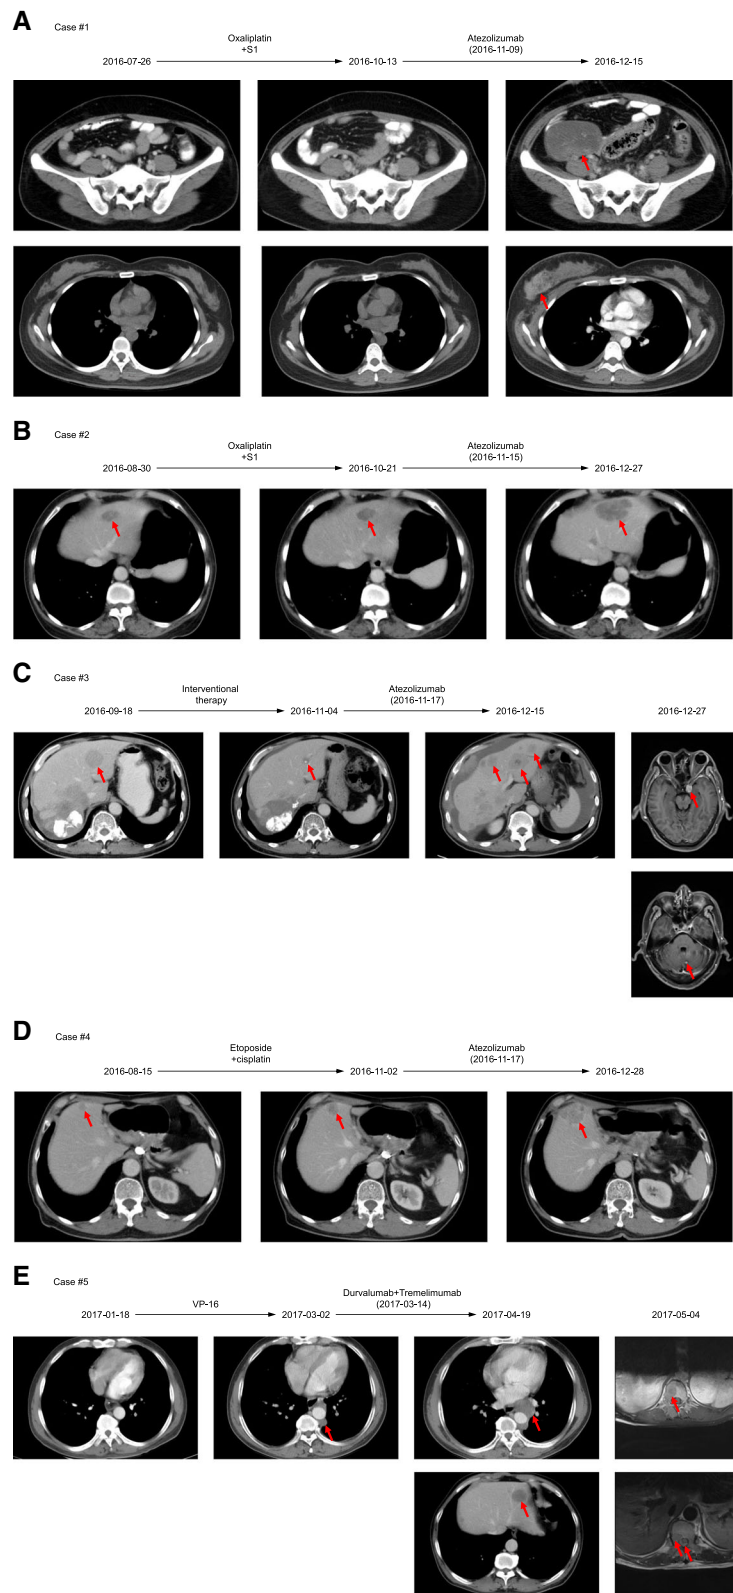 A
Case #1
Oxaliplatin
+S1
Atezolizumab
(2016-11-09)
2016-07-26
2016-10-13
2016-12-15
B
Case #2
Oxaliplatin
+S1
Atezolizumab
(2016-11-15)
2016-08-30
2016-10-21
2016-12-27
C
Case #3
Interventional
therapy
Atezolizumab
(2016-11-17)
2016-09-18
2016-11-04
2016-12-15
2016-12-27
D
Case #4
Etoposide
+cisplatin
Atezolizumab
(2016-11-17)
2016-08-15
2016-11-02
2016-12-28
E
Case #5
VP-16
Durvalumab+Tremelimumab
(2017-03-14)
2017-01-18
2017-03-02
2017-04-19
2017-05-04